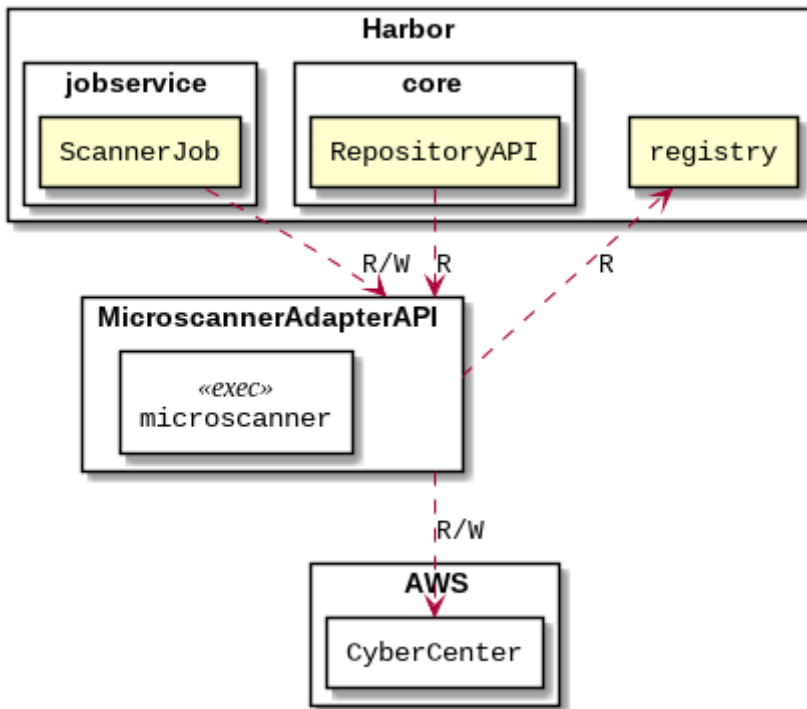 Harbor
jobservice
core
ScannerJob
RepositoryAPI
registry
R/W
R
R
MicroscannerAdapterAPI
«exec»
microscanner
R/W
AWS
CyberCenter